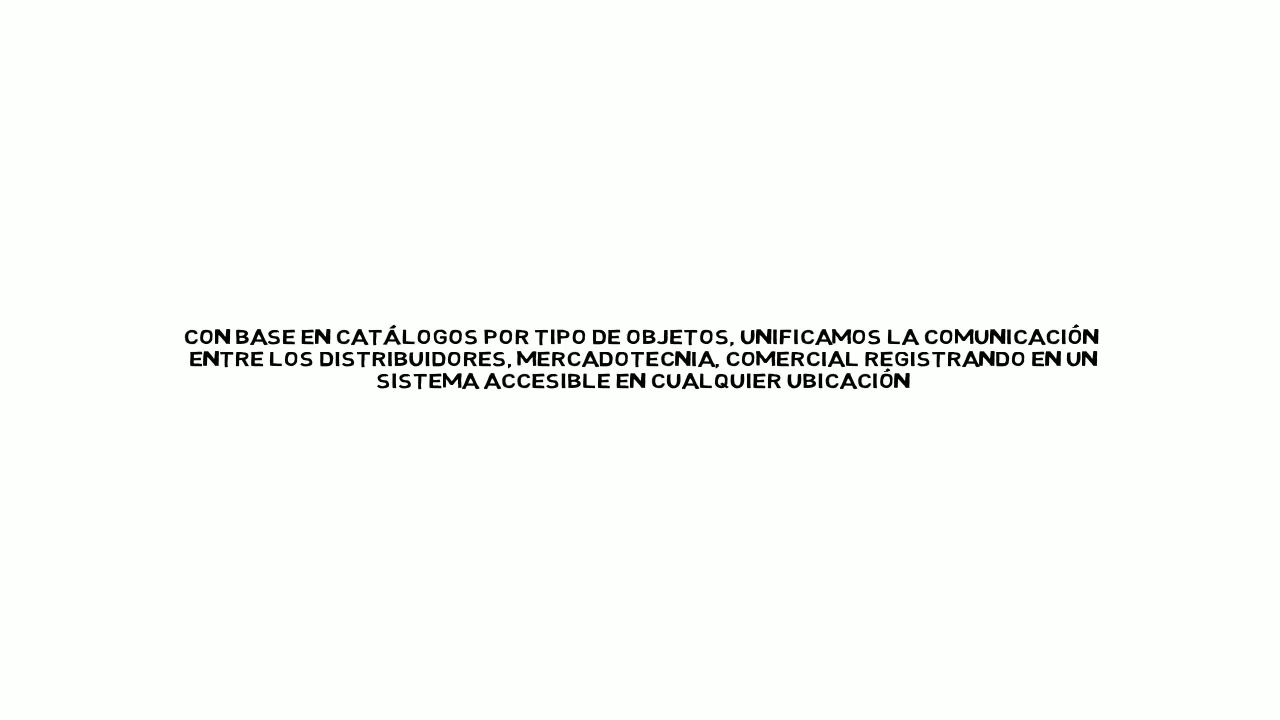 CON BASE EN CATÁLOGOS POR TIPO DE OBJETOS, UNIFICAMOS LA COMUNICACIÓN
ENTRE LOS DISTRIBUIDORES, MERCADOTECNIA, COMERCIAL REGISTRANDO EN UN
SISTEMA ACCESIBLE EN CUALQUIER UBICACIÓN